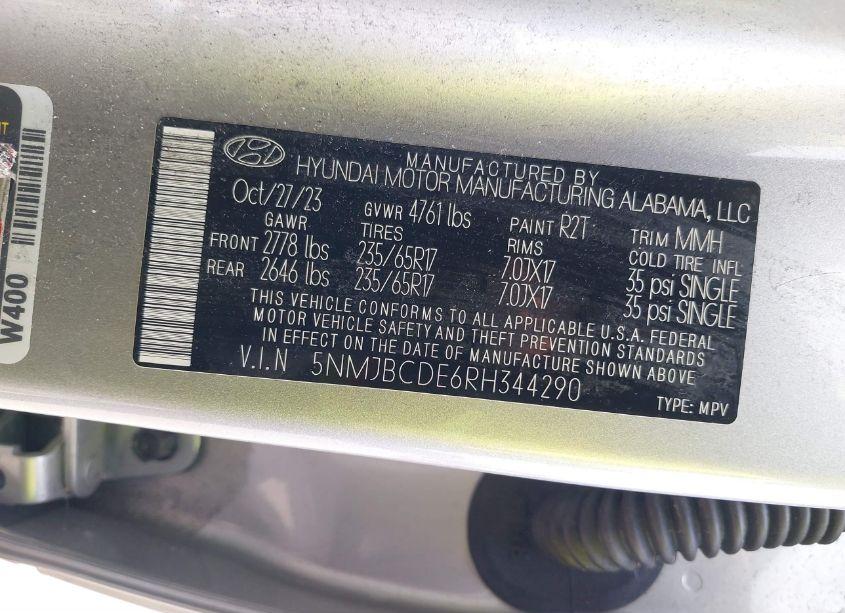 MANUFACTURED BY
HYUNDAI MOTOR MANUFACTURING ALABAMA, LLC
Oct/27/23 GVWR 4761 lbs PAINT R2T TRIM MMH
GAWR TIRES RIMS COLD TIRE INFL
FRONT 2778 lbs 235/65R17 7.0JX17 35 psi SINGLE
REAR 2646 lbs 235/65R17 7.0JX17 35 psi SINGLE
THIS VEHICLE CONFORMS TO ALL APPLICABLE U.S.A. FEDERAL
MOTOR VEHICLE SAFETY AND THEFT PREVENTION STANDARDS
IN EFFECT ON THE DATE OF MANUFACTURE SHOWN ABOVE
V.I.N 5NMJBCDE6RH344290
TYPE: MPV
W400